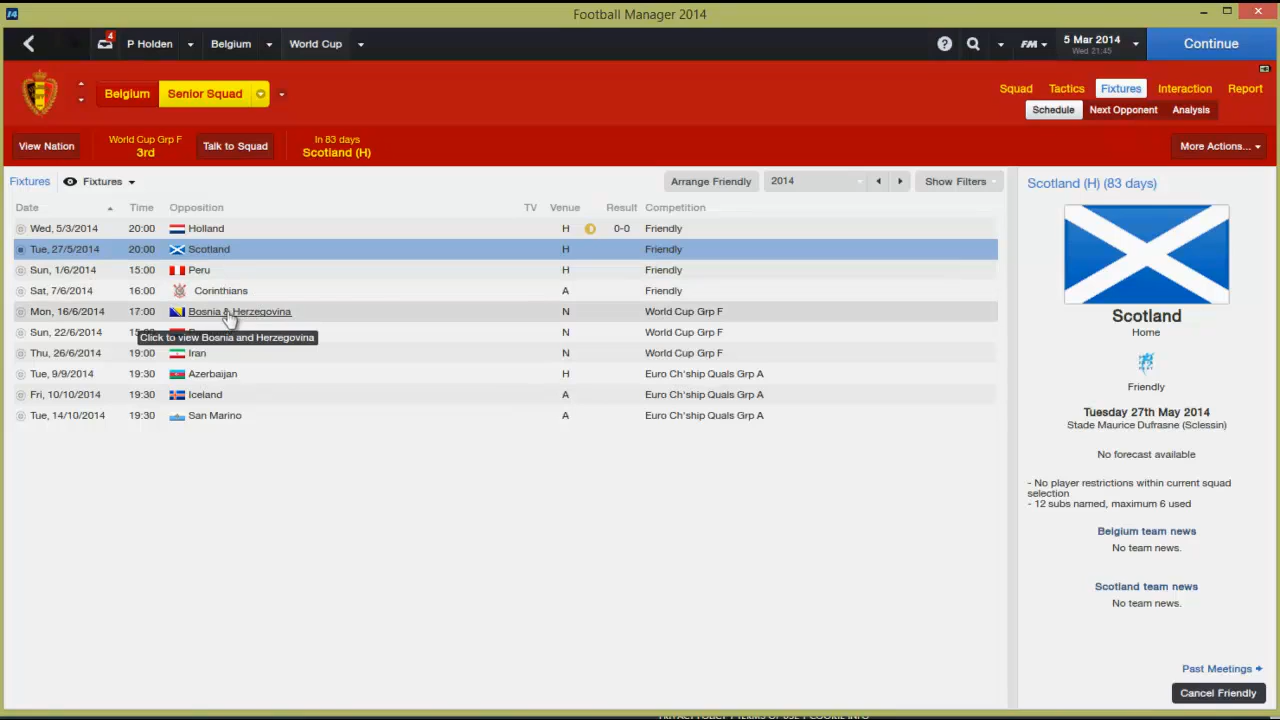 Football Manager 2014
4
P Holden
Belgium
World Cup
FM
5 Mar 2014
Wed 21:45
Continue
Belgium
Senior Squad
Squad
Tactics
Fixtures
Interaction
Report
Schedule
Next Opponent
Analysis
View Nation
World Cup Grp F
3rd
Talk to Squad
In 83 days
Scotland (H)
More Actions...
Fixtures
Fixtures
Arrange Friendly
2014
Show Filters
Scotland (H) (83 days)
Date Time Opposition TV Venue Result Competition
Wed, 5/3/2014 20:00 Holland H 0-0 Friendly
Tue, 27/5/2014 20:00 Scotland H Friendly
Sun, 1/6/2014 15:00 Peru H Friendly
Sat, 7/6/2014 16:00 Corinthians A Friendly
Mon, 16/6/2014 17:00 Bosnia & Herzegovina N World Cup Grp F
Sun, 22/6/2014 N World Cup Grp F
Click to view Bosnia and Herzegovina
Thu, 26/6/2014 19:00 Iran N World Cup Grp F
Tue, 9/9/2014 19:30 Azerbaijan H Euro Ch'ship Quals Grp A
Fri, 10/10/2014 19:30 Iceland A Euro Ch'ship Quals Grp A
Tue, 14/10/2014 19:30 San Marino A Euro Ch'ship Quals Grp A
Scotland
Home
Friendly
Tuesday 27th May 2014
Stade Maurice Dufrasne (Sclessin)
No forecast available
- No player restrictions within current squad
selection
- 12 subs named, maximum 6 used
Belgium team news
No team news.
Scotland team news
No team news.
Past Meetings
Cancel Friendly
PRIVACY POLICY | TERMS OF USE | COOKIE INFO